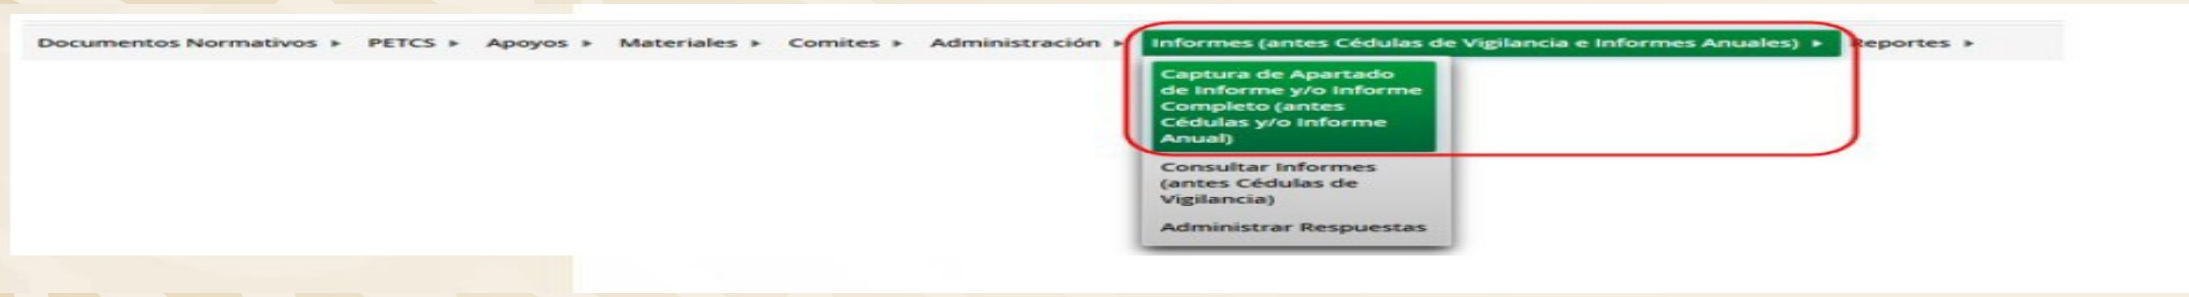 Documentos Normativos ▸ PETCS ▸ Apoyos ▸ Materiales ▸ Comites ▸ Administración ▸ Informes (antes Cédulas de Vigilancia e Informes Anuales) ▸ Reportes ▸
Captura de Apartado
de Informe y/o Informe
Completo (antes
Cédulas y/o Informe
Anual)
Consultar Informes
(antes Cédulas de
Vigilancia)
Administrar Respuestas